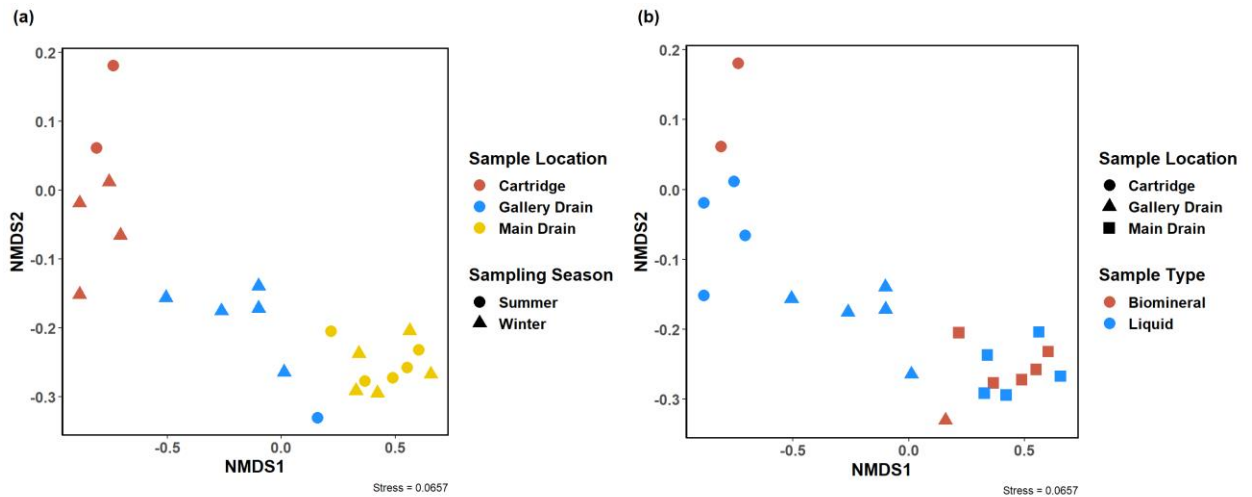 (a)
0.2
0.1
0.0
-0.1
-0.2
-0.3
NMDS2
-0.5
0.0
0.5
NMDS1
Stress = 0.0657
Sample Location
Cartridge
Gallery Drain
Main Drain
Sampling Season
Summer
Winter
(b)
0.2
0.1
0.0
-0.1
-0.2
-0.3
NMDS2
-0.5
0.0
0.5
NMDS1
Stress = 0.0657
Sample Location
Cartridge
Gallery Drain
Main Drain
Sample Type
Biomineral
Liquid